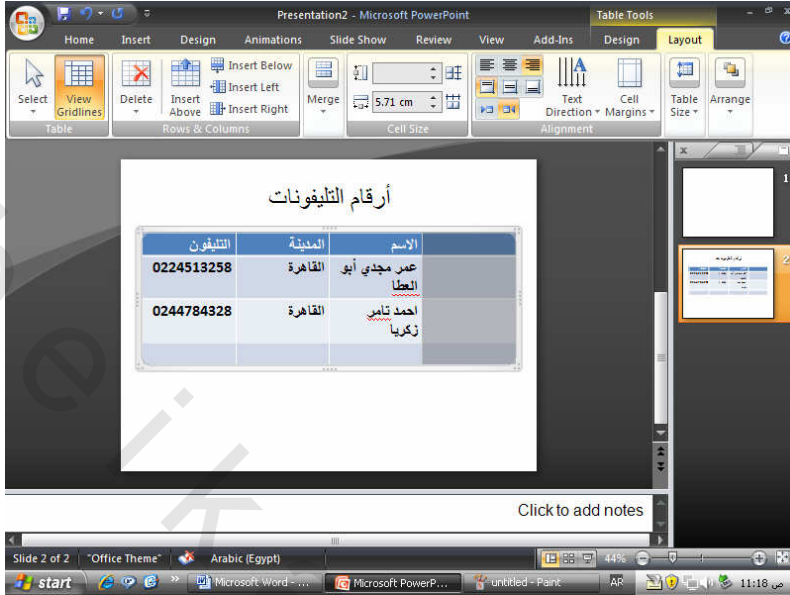 Presentation2 - Microsoft PowerPoint
Table Tools
Home Insert Design Animations Slide Show Review View Add-Ins Design Layout
Select
View Gridlines
Table
Delete
Insert Above
Insert Below
Insert Left
Insert Right
Rows & Columns
Merge
5.71 cm
Cell Size
Text Direction
Cell Margins
Alignment
Table Size
Arrange
أرقام التليفونات
الاسم المدينة التليفون
عمر مجدي أبو العطا القاهرة 0224513258
احمد تامر زكريا القاهرة 0244784328
1
2
Click to add notes
Slide 2 of 2 "Office Theme" Arabic (Egypt) 44%
start Microsoft Word - ... Microsoft PowerP... untitled - Paint AR 11:18 ص